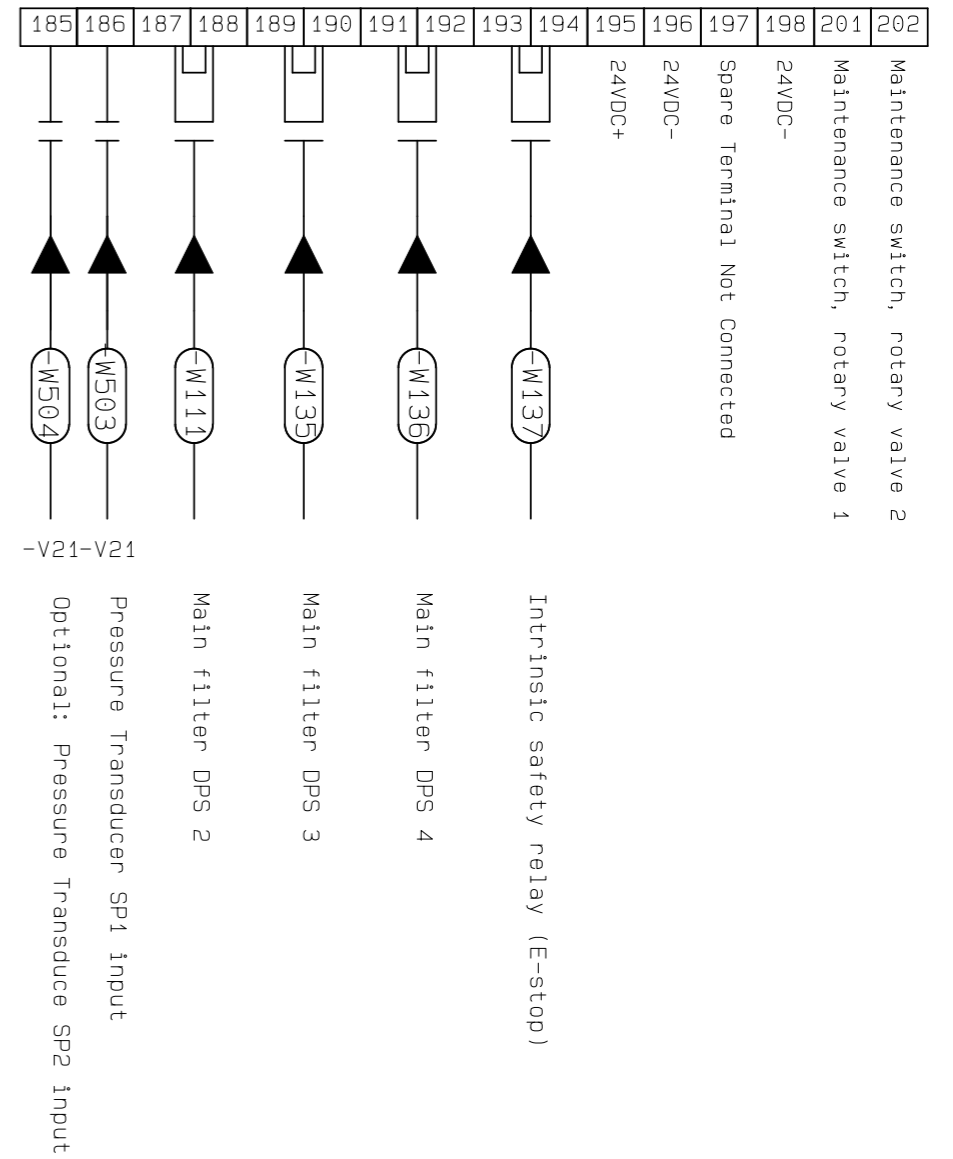 185 186 187 188 189 190 191 192 193 194 195 196 197 198 201 202
24VDC+
24VDC-
Spare Terminal Not Connected
24VDC-
Maintenance switch, rotary valve 1
Maintenance switch, rotary valve 2
-W504
-W503
-W111
-W135
-W136
-W137
-V21-V21
Optional: Pressure Transduce SP2 input
Pressure Transducer SP1 input
Main filter DPS 2
Main filter DPS 3
Main filter DPS 4
Intrinsic safety relay (E-stop)